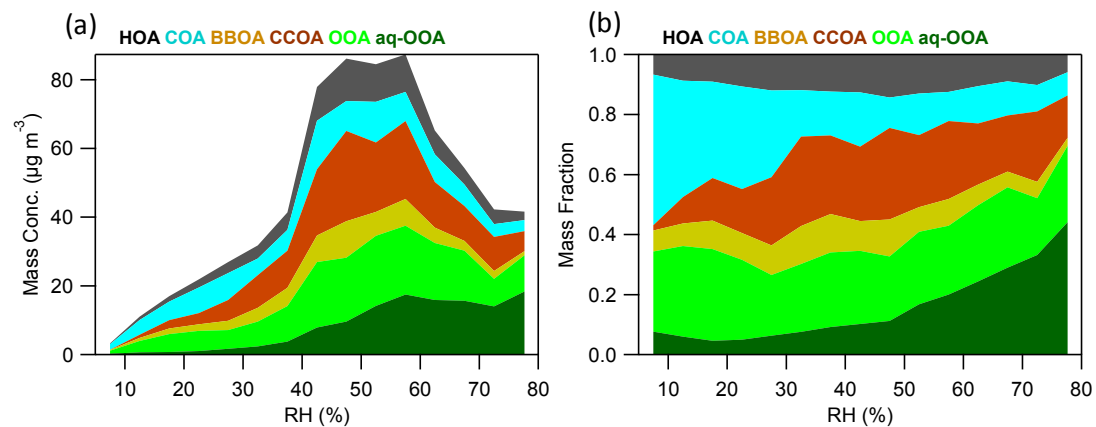 (a)
HOA COA BBOA CCOA OOA aq-OOA
Mass Conc. (µg m⁻³)
80
60
40
20
0
10 20 30 40 50 60 70 80
RH (%)
(b)
HOA COA BBOA CCOA OOA aq-OOA
Mass Fraction
1.0
0.8
0.6
0.4
0.2
0.0
10 20 30 40 50 60 70 80
RH (%)